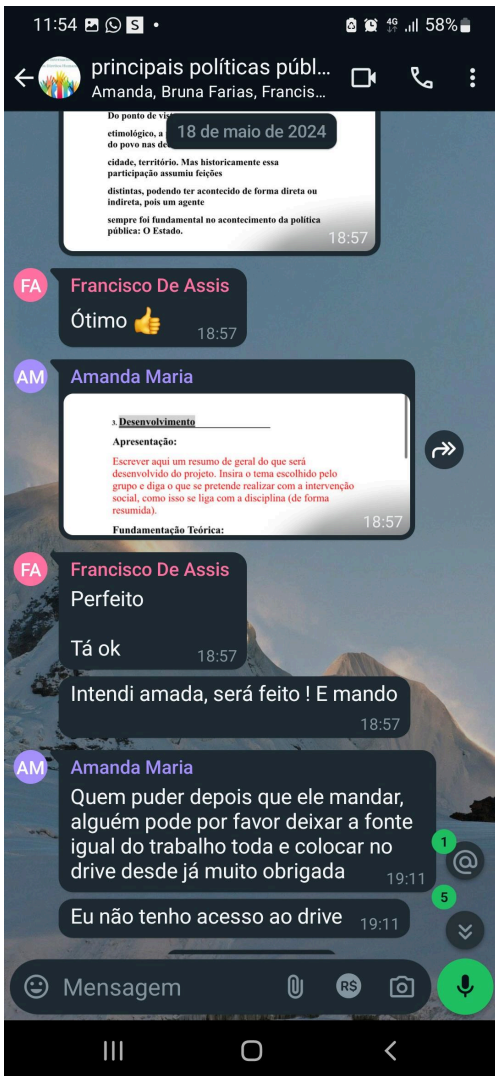 11:54 S
4G 58%
principais políticas públ...
Amanda, Bruna Farias, Francis...
Do ponto de
18 de maio de 2024
etimológico, a
do povo nas
cidade, território. Mas historicamente essa
participação assumiu feições
distintas, podendo ter acontecido de forma direta ou
indireta, pois um agente
sempre foi fundamental no acontecimento da política
pública: O Estado.
18:57
FA
Francisco De Assis
Ótimo 👍
18:57
AM
Amanda Maria
3. Desenvolvimento
Apresentação:
Escrever aqui um resumo de geral do que será
desenvolvido do projeto. Insira o tema escolhido pelo
grupo e diga o que se pretende realizar com a intervenção
social, como isso se liga com a disciplina (de forma
resumida).
18:57
Fundamentação Teórica:
FA
Francisco De Assis
Perfeito
Tá ok
18:57
Intendi amada, será feito ! E mando
18:57
AM
Amanda Maria
Quem puder depois que ele mandar,
alguém pode por favor deixar a fonte
igual do trabalho toda e colocar no
drive desde já muito obrigada
19:11
1
@
5
Eu não tenho acesso ao drive
19:11
Mensagem
R$